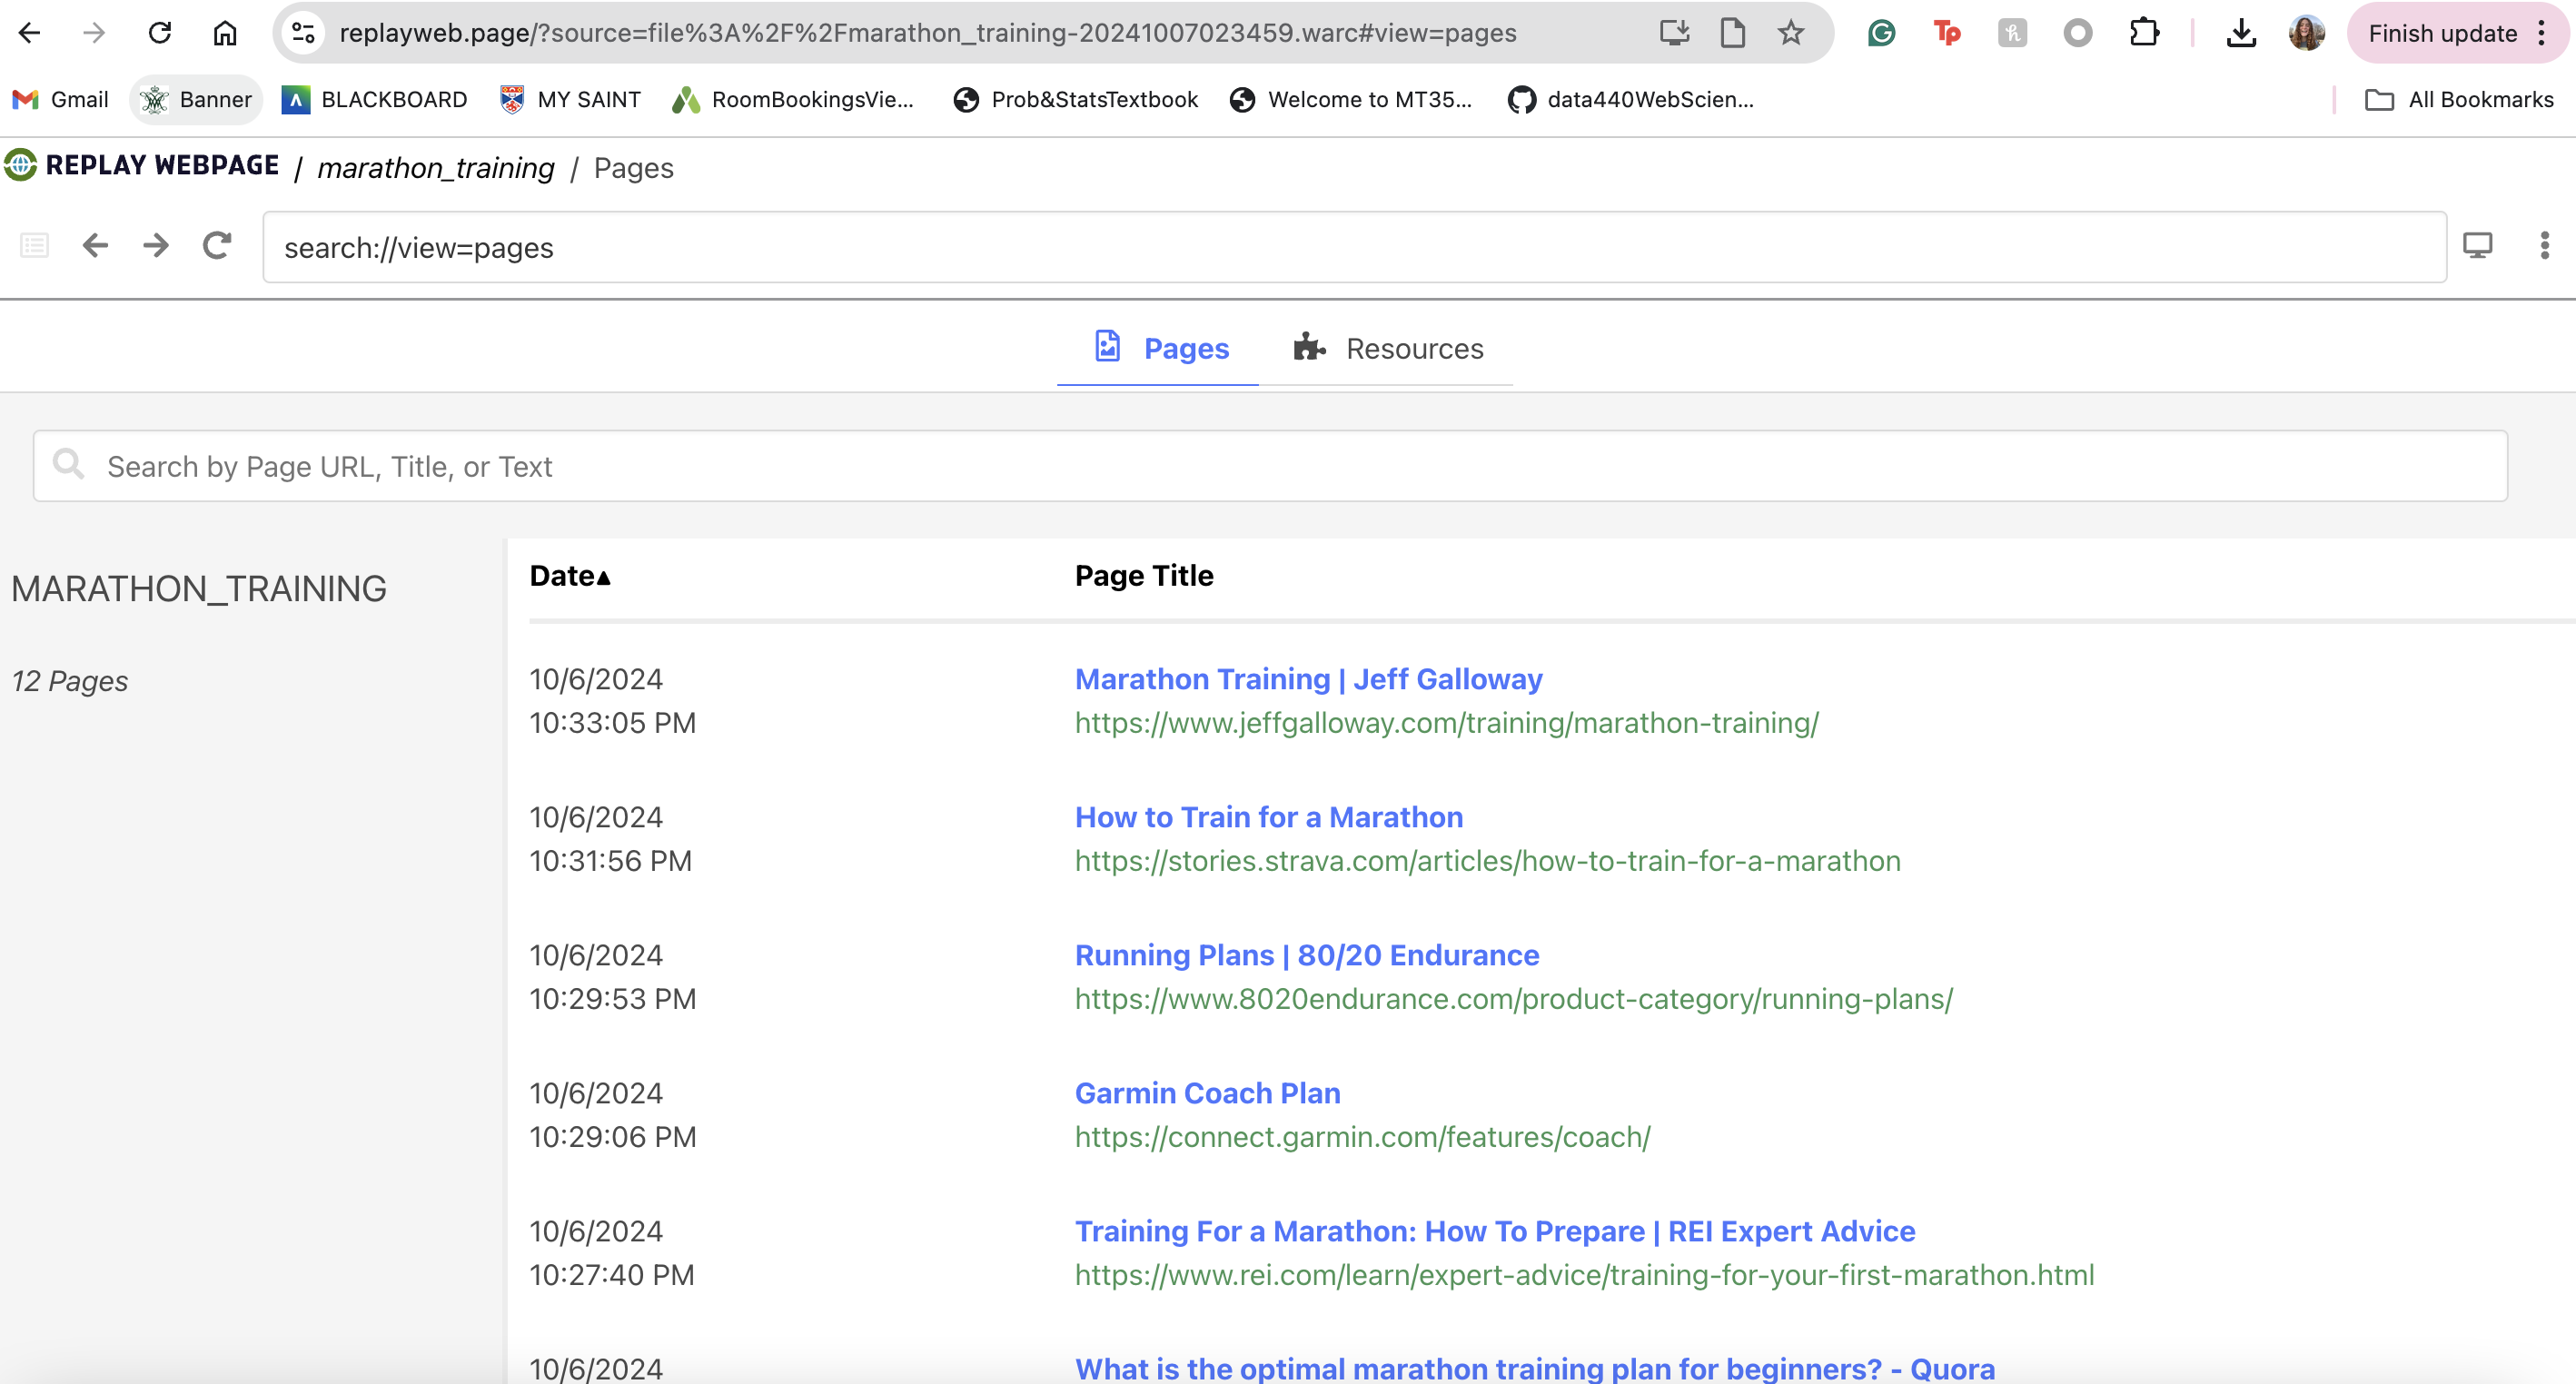 replayweb.page/?source=file%3A%2F%2Fmarathon_training-20241007023459.warc#view=pages
Finish update
Gmail
Banner
BLACKBOARD
MY SAINT
RoomBookingsVie...
Prob&StatsTextbook
Welcome to MT35...
data440WebScien...
All Bookmarks
REPLAY WEBPAGE / marathon_training / Pages
search://view=pages
Pages
Resources
Search by Page URL, Title, or Text
MARATHON_TRAINING
12 Pages
Date▲ Page Title
10/6/2024 Marathon Training | Jeff Galloway
10:33:05 PM https://www.jeffgalloway.com/training/marathon-training/
10/6/2024 How to Train for a Marathon
10:31:56 PM https://stories.strava.com/articles/how-to-train-for-a-marathon
10/6/2024 Running Plans | 80/20 Endurance
10:29:53 PM https://www.8020endurance.com/product-category/running-plans/
10/6/2024 Garmin Coach Plan
10:29:06 PM https://connect.garmin.com/features/coach/
10/6/2024 Training For a Marathon: How To Prepare | REI Expert Advice
10:27:40 PM https://www.rei.com/learn/expert-advice/training-for-your-first-marathon.html
10/6/2024 What is the optimal marathon training plan for beginners? - Quora